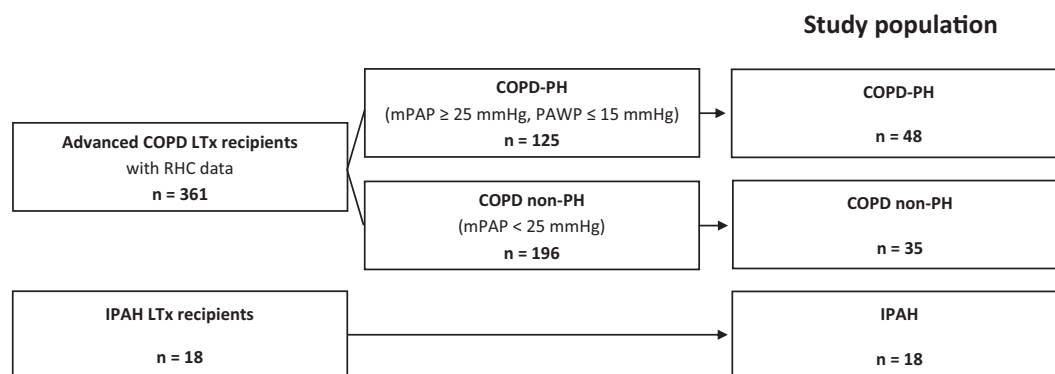 Study population
Advanced COPD LTx recipients
with RHC data
n = 361
COPD-PH
(mPAP ≥ 25 mmHg, PAWP ≤ 15 mmHg)
n = 125
COPD-PH
n = 48
COPD non-PH
(mPAP < 25 mmHg)
n = 196
COPD non-PH
n = 35
IPAH LTx recipients
n = 18
IPAH
n = 18